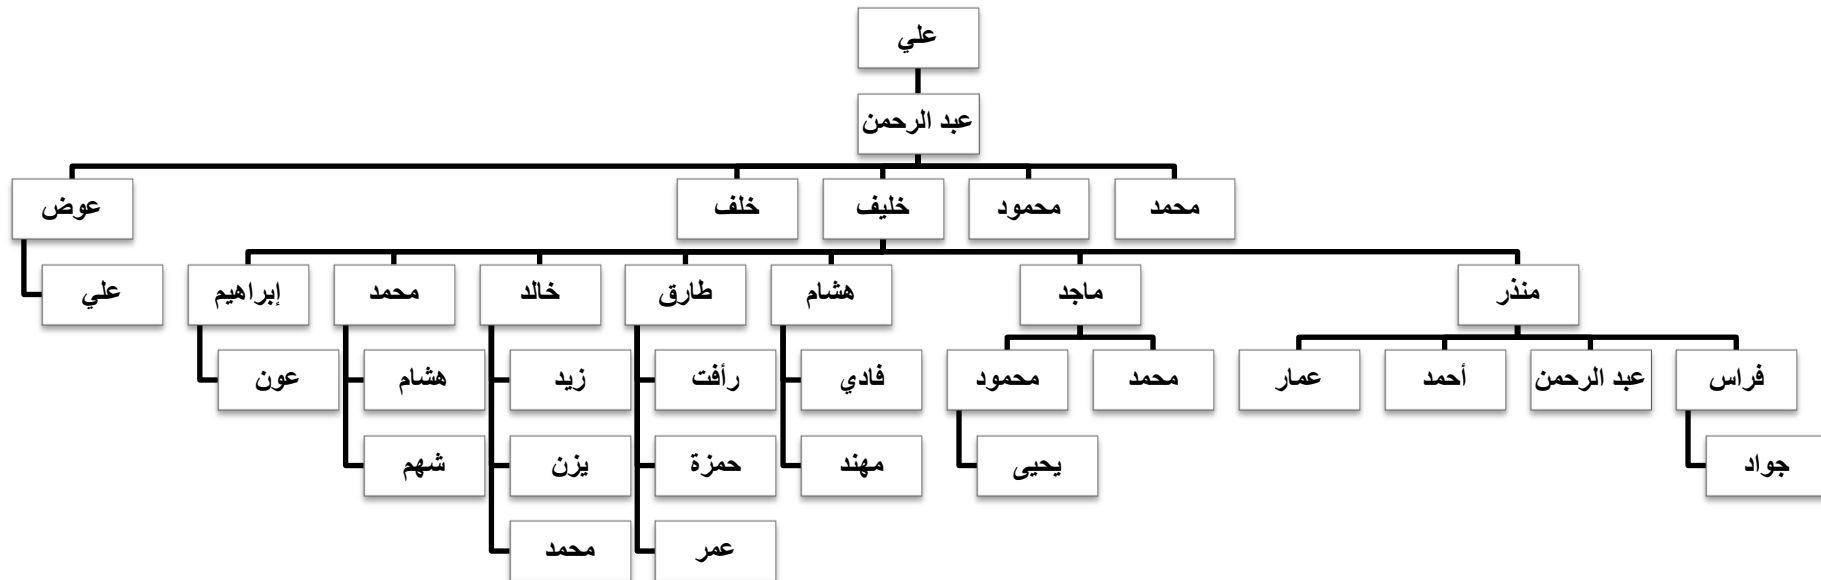 علي
عبد الرحمن
محمد
محمود
خليف
خلف
عوض
منذر
ماجد
هشام
طارق
خالد
محمد
إبراهيم
علي
فراس
عبد الرحمن
أحمد
عمار
محمد
محمود
فادي
رأفت
زيد
هشام
عون
جواد
يحيى
مهند
حمزة
يزن
شهم
عمر
محمد